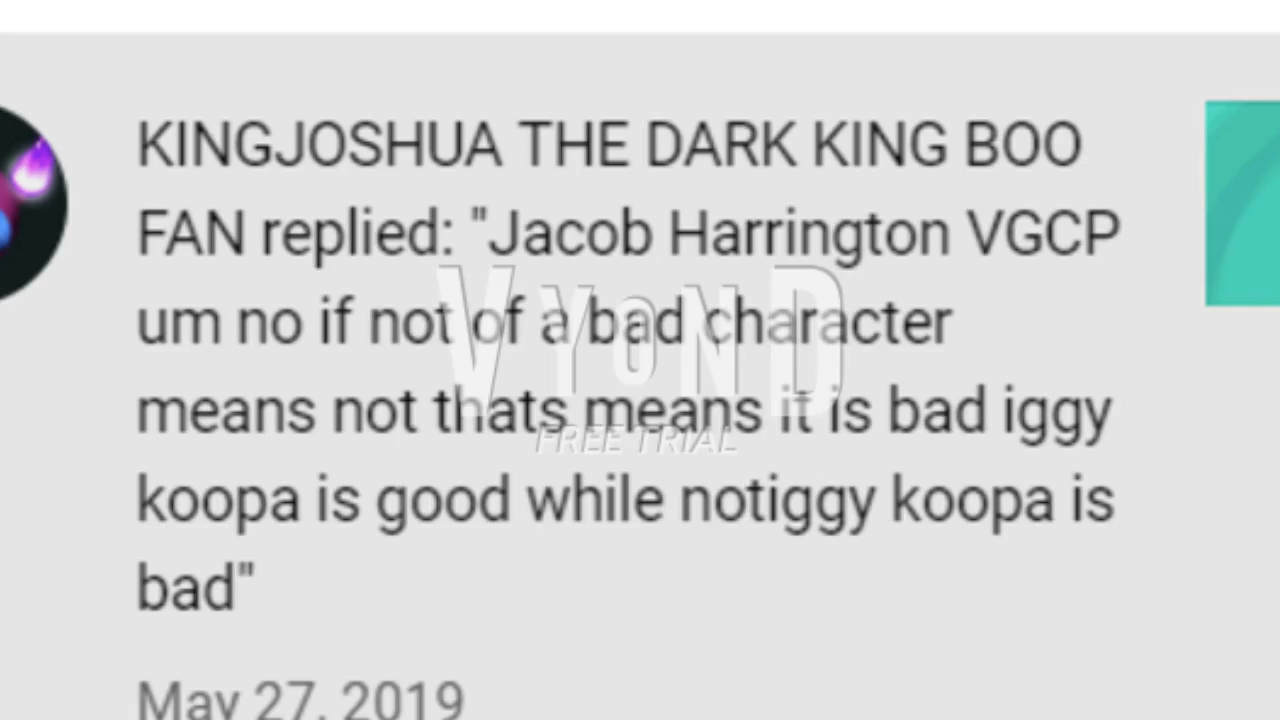 KINGJOSHUA THE DARK KING BOO
FAN replied: "Jacob Harrington VGCP
um no if not of a bad character
means not thats means it is bad iggy
koopa is good while notiggy koopa is
bad"
May 27, 2019
VYOND
FREE TRIAL